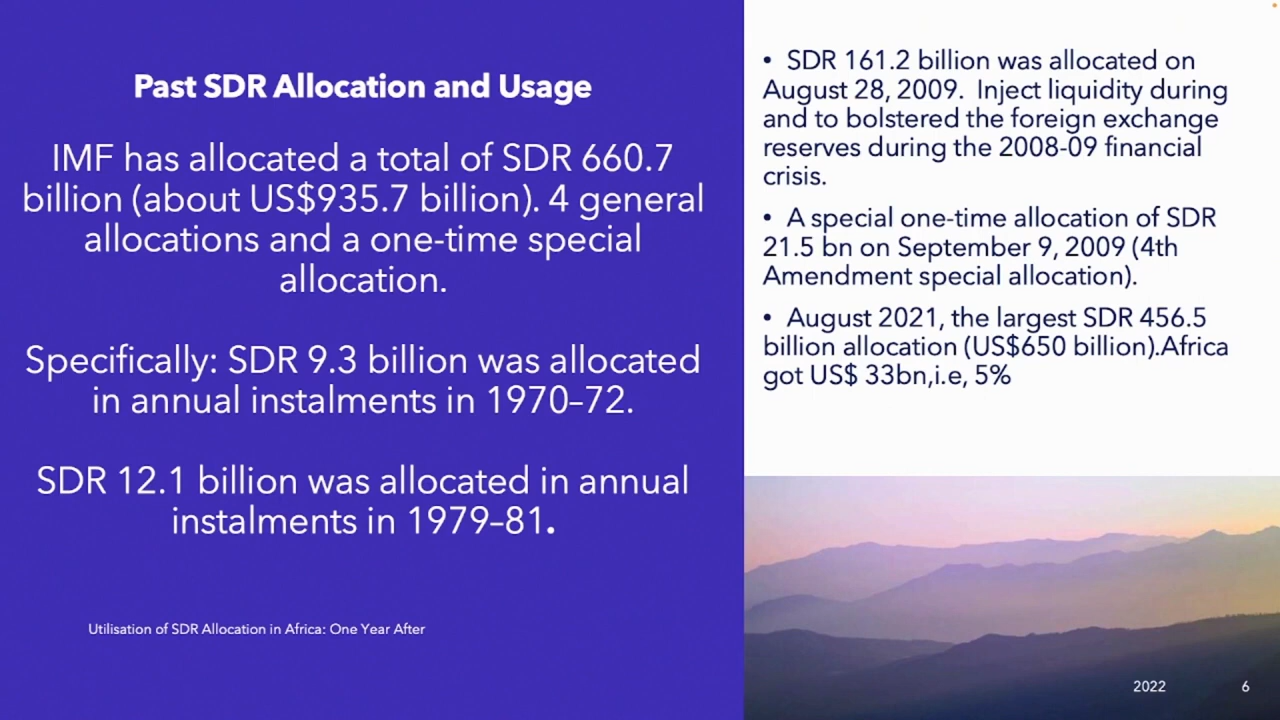 Past SDR Allocation and Usage
IMF has allocated a total of SDR 660.7
billion (about US$935.7 billion). 4 general
allocations and a one-time special
allocation.
Specifically: SDR 9.3 billion was allocated
in annual instalments in 1970–72.
SDR 12.1 billion was allocated in annual
instalments in 1979–81.
Utilisation of SDR Allocation in Africa: One Year After
• SDR 161.2 billion was allocated on
August 28, 2009. Inject liquidity during
and to bolstered the foreign exchange
reserves during the 2008-09 financial
crisis.
• A special one-time allocation of SDR
21.5 bn on September 9, 2009 (4th
Amendment special allocation).
• August 2021, the largest SDR 456.5
billion allocation (US$650 billion).Africa
got US$ 33bn,i.e, 5%
2022 6